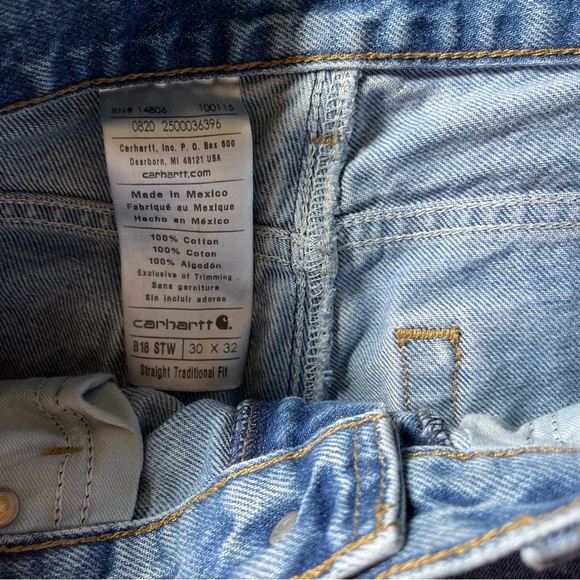 RN# 14806 100115
0820 2500036396
Carhartt, Inc. P.O. Box 600
Dearborn, MI 48121 USA
carhartt.com
Made in Mexico
Fabriqué au Mexique
Hecho en México
100% Cotton
100% Coton
100% Algodón
Exclusive of Trimming
Sans garniture
Sin incluir adorno
carhartt
B18 STW 30 X 32
Straight Traditional Fit